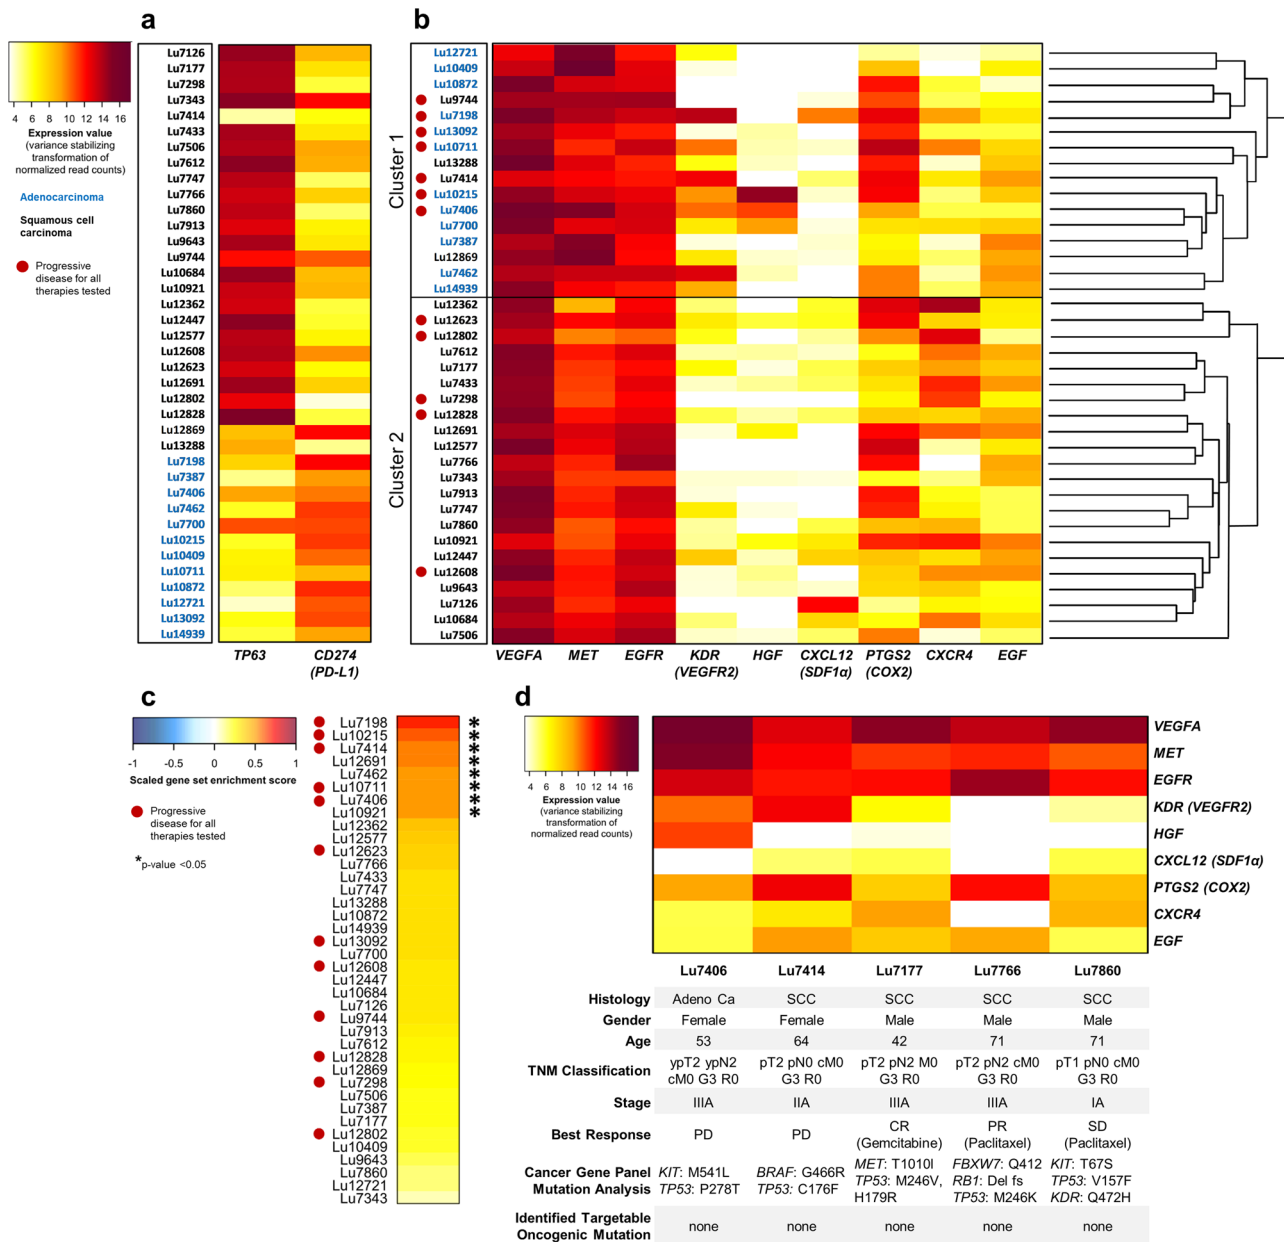 a
4 6 8 10 12 14 16
Expression value
(variance stabilizing
transformation of
normalized read counts)
Adenocarcinoma
Squamous cell
carcinoma
Progressive
disease for all
therapies tested
Lu7126
Lu7177
Lu7298
Lu7343
Lu7414
Lu7433
Lu7506
Lu7612
Lu7747
Lu7766
Lu7860
Lu7913
Lu9643
Lu9744
Lu10684
Lu10921
Lu12362
Lu12447
Lu12577
Lu12608
Lu12623
Lu12691
Lu12802
Lu12828
Lu12869
Lu13288
Lu7198
Lu7387
Lu7406
Lu7462
Lu7700
Lu10215
Lu10409
Lu10711
Lu10872
Lu12721
Lu13092
Lu14939
TP63 CD274
(PD-L1)
b
Cluster 1
Lu12721
Lu10409
Lu10872
Lu9744
Lu7198
Lu13092
Lu10711
Lu13288
Lu7414
Lu10215
Lu7406
Lu7700
Lu7387
Lu12869
Lu7462
Lu14939
Cluster 2
Lu12362
Lu12623
Lu12802
Lu7612
Lu7177
Lu7433
Lu7298
Lu12828
Lu12691
Lu12577
Lu7766
Lu7343
Lu7913
Lu7747
Lu7860
Lu10921
Lu12447
Lu12608
Lu9643
Lu7126
Lu10684
Lu7506
VEGFA MET EGFR KDR HGF CXCL12 PTGS2 CXCR4 EGF
(VEGFR2) (SDF1α) (COX2)
c
-1 -0.5 0 0.5 1
Scaled gene set enrichment score
Progressive
disease for all
therapies tested
*p-value <0.05
Lu7198 *
Lu10215 *
Lu7414 *
Lu12691 *
Lu7462 *
Lu10711 *
Lu7406 *
Lu10921 *
Lu12362
Lu12577
Lu12623
Lu7766
Lu7433
Lu7747
Lu13288
Lu10872
Lu14939
Lu13092
Lu7700
Lu12608
Lu12447
Lu10684
Lu7126
Lu9744
Lu7913
Lu7612
Lu12828
Lu12869
Lu7298
Lu7506
Lu7387
Lu7177
Lu12802
Lu10409
Lu9643
Lu7860
Lu12721
Lu7343
d
4 6 8 10 12 14 16
Expression value
(variance stabilizing
transformation of
normalized read counts)
VEGFA
MET
EGFR
KDR (VEGFR2)
HGF
CXCL12 (SDF1α)
PTGS2 (COX2)
CXCR4
EGF
Lu7406 Lu7414 Lu7177 Lu7766 Lu7860
Histology Adeno Ca SCC SCC SCC SCC
Gender Female Female Male Male Male
Age 53 64 42 71 71
ypT2 ypN2 pT2 pN0 cM0 pT2 pN2 M0 pT2 pN2 cM0 pT1 pN0 cM0
TNM Classification
cM0 G3 R0 G3 R0 G3 R0 G3 R0 G3 R0
Stage IIIA IIA IIIA IIIA IA
Best Response PD PD CR PR SD
(Gemcitabine) (Paclitaxel) (Paclitaxel)
MET: T1010I FBXW7: Q412 KIT: T67S
Cancer Gene Panel KIT: M541L BRAF: G466R TP53: M246V, RB1: Del fs TP53: V157F
Mutation Analysis TP53: P278T TP53: C176F H179R TP53: M246K KDR: Q472H
Identified Targetable
Oncogenic Mutation none none none none none